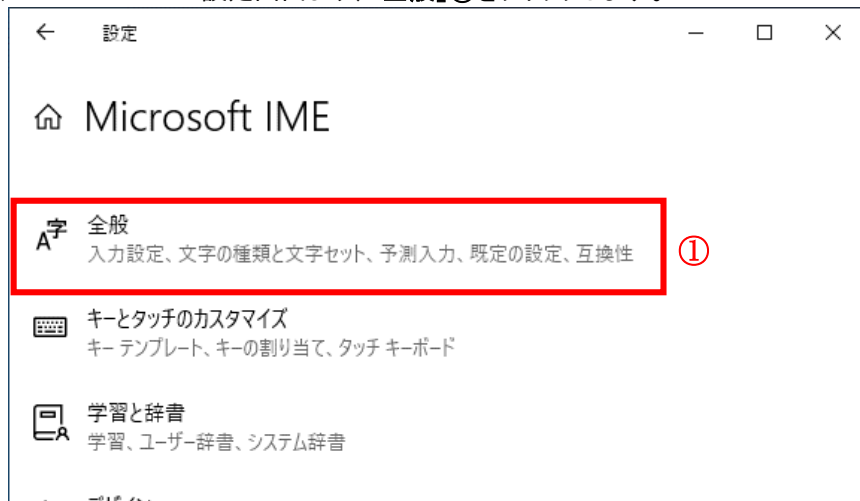 設定
Microsoft IME
全般
入力設定、文字の種類と文字セット、予測入力、既定の設定、互換性
①
キーとタッチのカスタマイズ
キー テンプレート、キーの割り当て、タッチ キーボード
学習と辞書
学習、ユーザー辞書、システム辞書